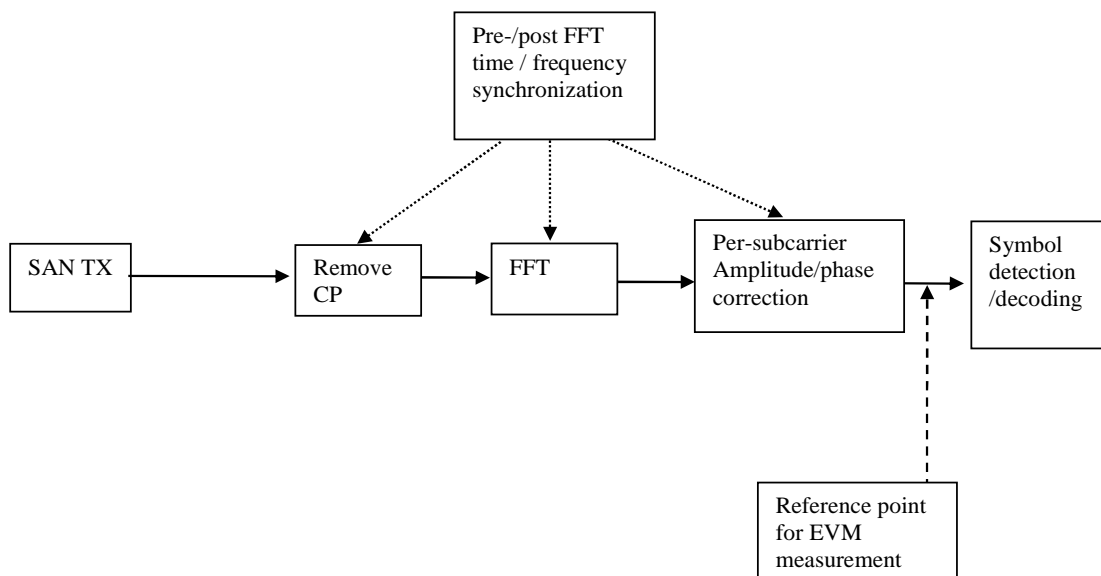 Pre-/post FFT
time / frequency
synchronization
SAN TX
Remove
CP
FFT
Per-subcarrier
Amplitude/phase
correction
Symbol
detection
/decoding
Reference point
for EVM
measurement